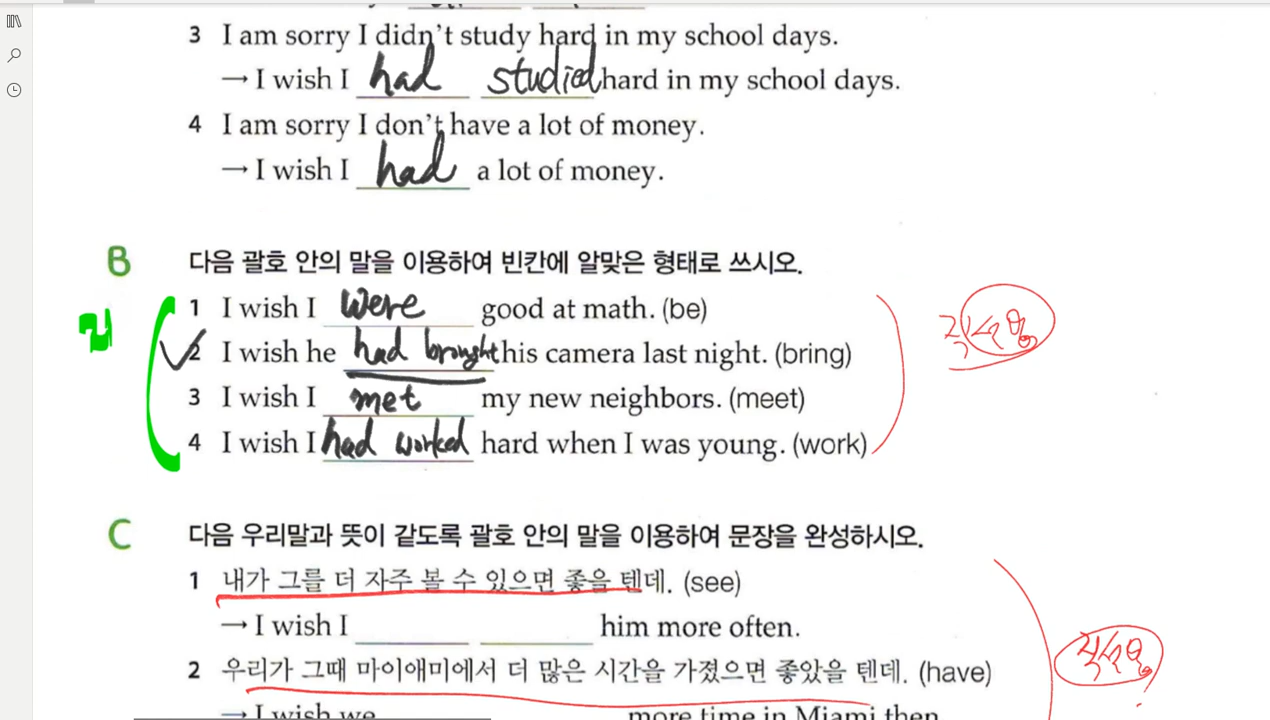 3 I am sorry I didn't study hard in my school days.
→ I wish I had studied hard in my school days.
4 I am sorry I don't have a lot of money.
→ I wish I had a lot of money.
B 다음 괄호 안의 말을 이용하여 빈칸에 알맞은 형태로 쓰시오.
1 I wish I were good at math. (be)
2 I wish he had brought his camera last night. (bring)
3 I wish I met my new neighbors. (meet)
4 I wish I had worked hard when I was young. (work)
C 다음 우리말과 뜻이 같도록 괄호 안의 말을 이용하여 문장을 완성하시오.
1 내가 그를 더 자주 볼 수 있으면 좋을 텐데. (see)
→ I wish I him more often.
2 우리가 그때 마이애미에서 더 많은 시간을 가졌으면 좋았을 텐데. (have)
→ I wish we more time in Miami then